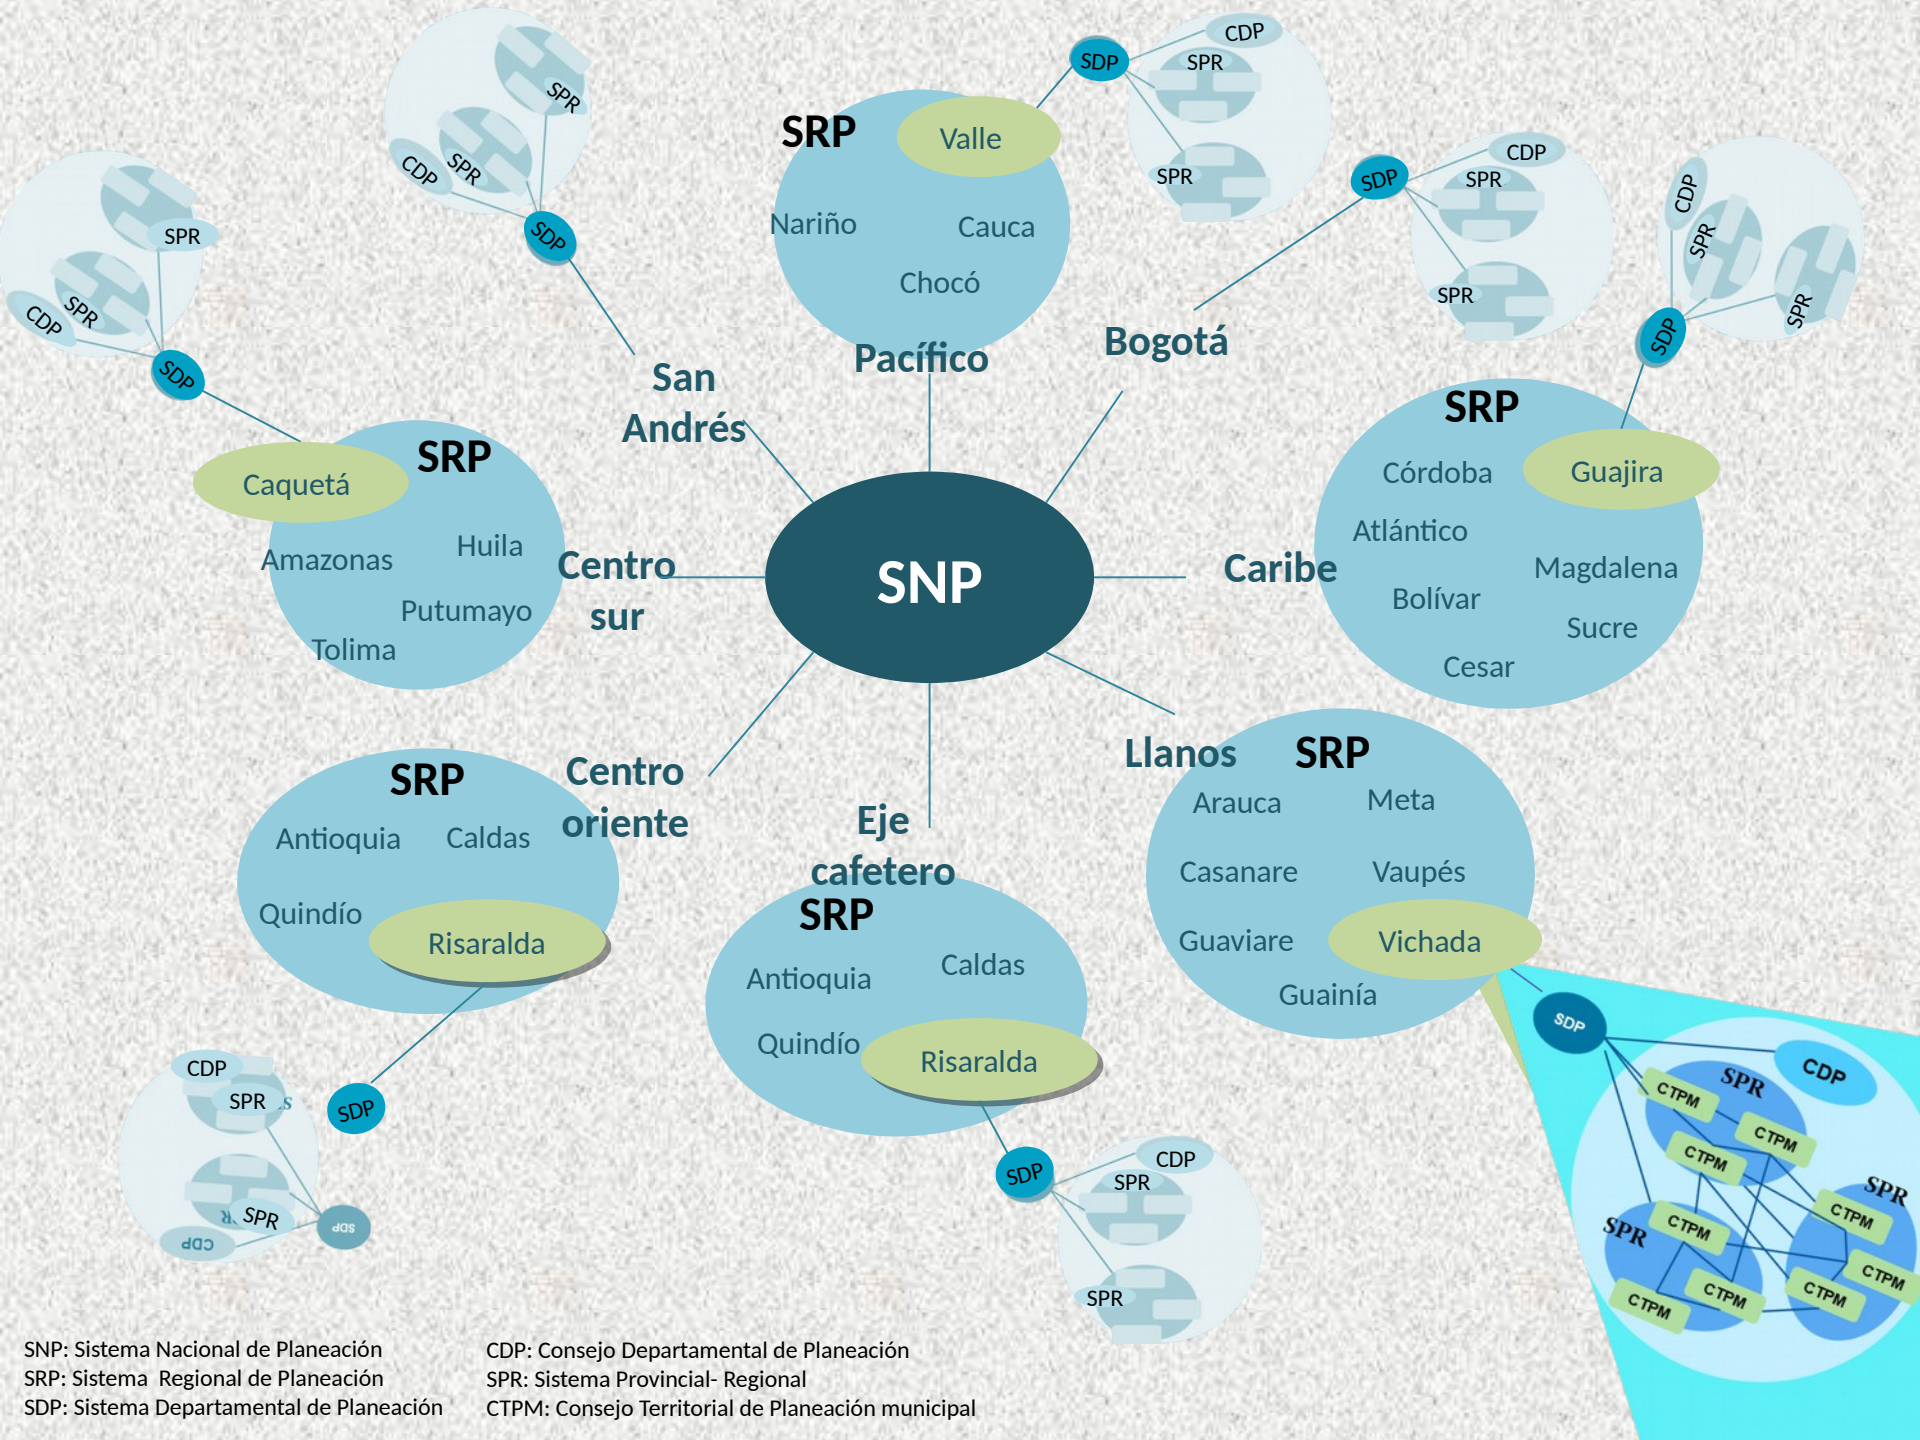 CDP
SDP
SPR
SPR
SPR
CDP
SPR
SDP
SRP
Valle
Nariño
Cauca
Chocó
Pacífico
CDP
SDP
SPR
SPR
Bogotá
CDP
SPR
SPR
SDP
SPR
CDP
SPR
SDP
San
Andrés
SRP
Caquetá
Huila
Amazonas
Putumayo
Tolima
Centro
sur
SNP
Caribe
SRP
Córdoba
Guajira
Atlántico
Magdalena
Bolívar
Sucre
Cesar
SRP
Antioquia
Caldas
Quindío
Risaralda
Centro
oriente
Eje
cafetero
SRP
Caldas
Antioquia
Quindío
Risaralda
Llanos
SRP
Arauca
Meta
Casanare
Vaupés
Guaviare
Vichada
Guainía
CDP
SPR
SDP
SPR
CDP
SDP
SDP
CDP
SPR
SPR
SDP
CDP
SPR
CTPM
CTPM
CTPM
SPR
CTPM
CTPM
CTPM
SPR
CTPM
CTPM
CTPM
SNP: Sistema Nacional de Planeación
SRP: Sistema Regional de Planeación
SDP: Sistema Departamental de Planeación
CDP: Consejo Departamental de Planeación
SPR: Sistema Provincial- Regional
CTPM: Consejo Territorial de Planeación municipal